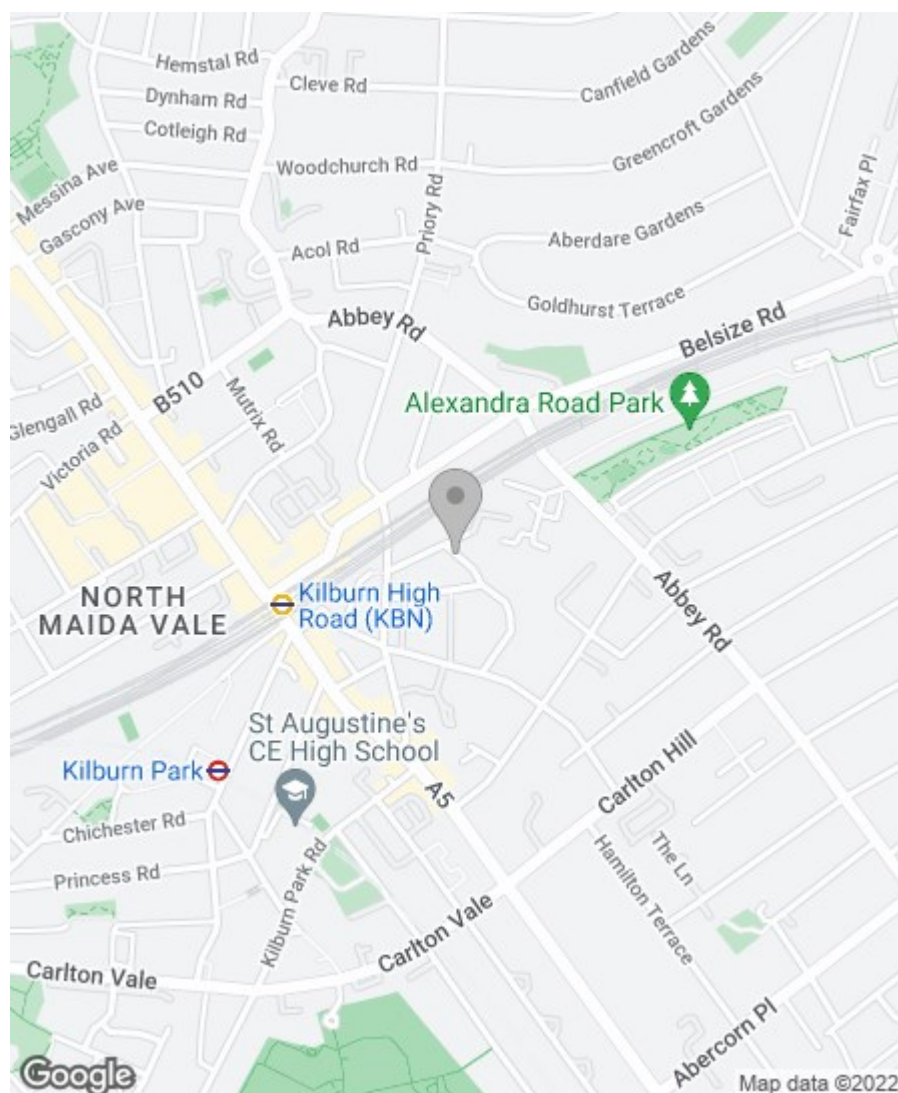 Hemstal Rd
Cleve Rd
Canfield Gardens
Dynham Rd
Cotleigh Rd
Greencroft Gardens
Woodchurch Rd
Messina Ave
Gascony Ave
Priory Rd
Fairfax Pl
Aberdare Gardens
Acol Rd
Goldhurst Terrace
Abbey Rd
Belsize Rd
B510
Mutrix Rd
Alexandra Road Park
Glengall Rd
Victoria Rd
NORTH
MAIDA VALE
Kilburn High
Road (KBN)
Abbey Rd
St Augustine's
CE High School
Kilburn Park
A5
Carlton Hill
Chichester Rd
The Ln
Princess Rd
Kilburn Park Rd
Hamilton Terrace
Carlton Vale
Carlton Vale
Abercorn Pl
Google
Map data ©2022